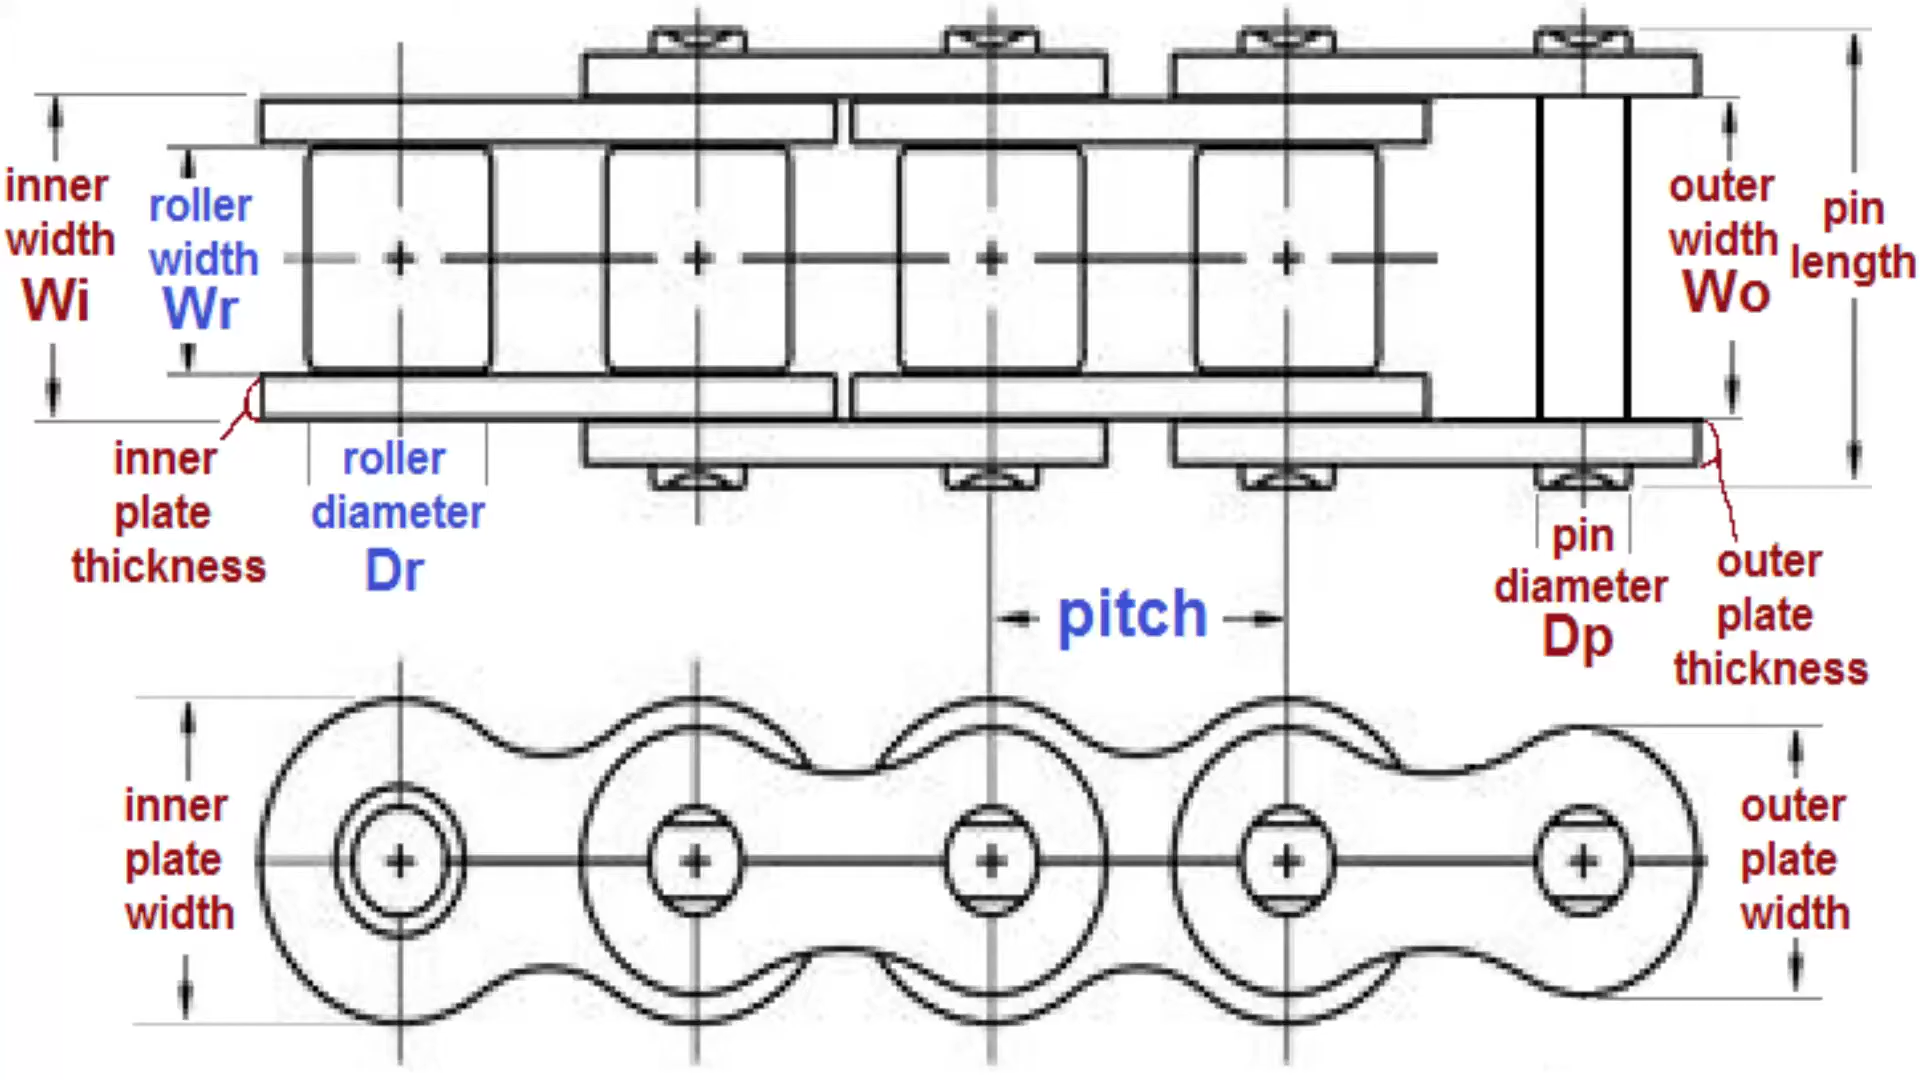 inner
width
Wi
roller
width
Wr
outer
width
Wo
pin
length
inner
plate
thickness
roller
diameter
Dr
pitch
pin
diameter
Dp
outer
plate
thickness
inner
plate
width
outer
plate
width